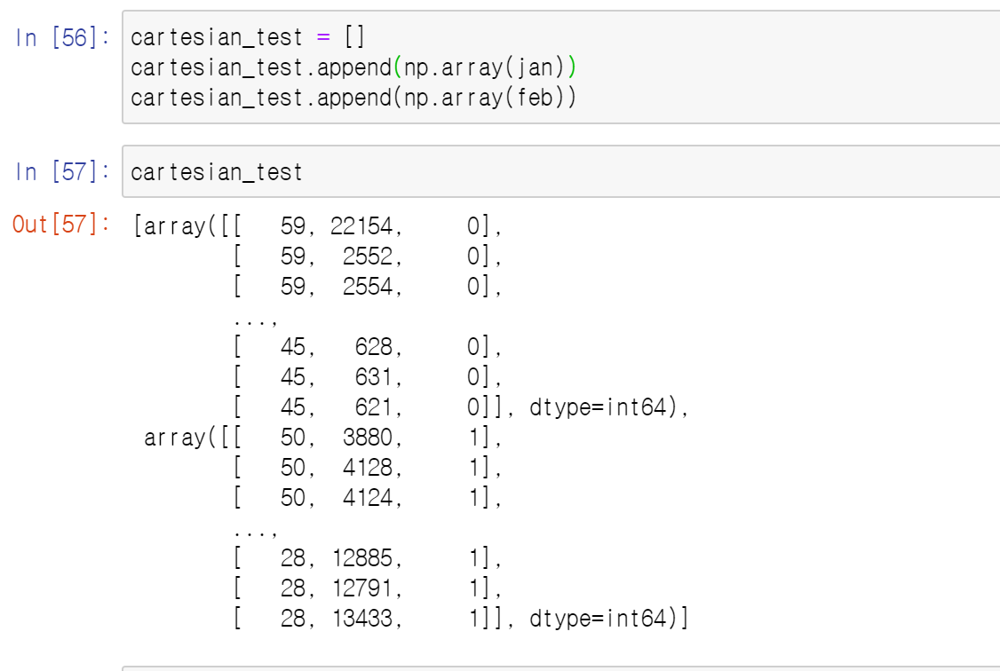 In [56]: cartesian_test = []
cartesian_test.append(np.array(jan))
cartesian_test.append(np.array(feb))
In [57]: cartesian_test
Out[57]: [array([[   59, 22154,     0],
[   59,  2552,     0],
[   59,  2554,     0],
...,
[   45,   628,     0],
[   45,   631,     0],
[   45,   621,     0]], dtype=int64),
array([[   50,  3880,     1],
[   50,  4128,     1],
[   50,  4124,     1],
...,
[   28, 12885,     1],
[   28, 12791,     1],
[   28, 13433,     1]], dtype=int64)]